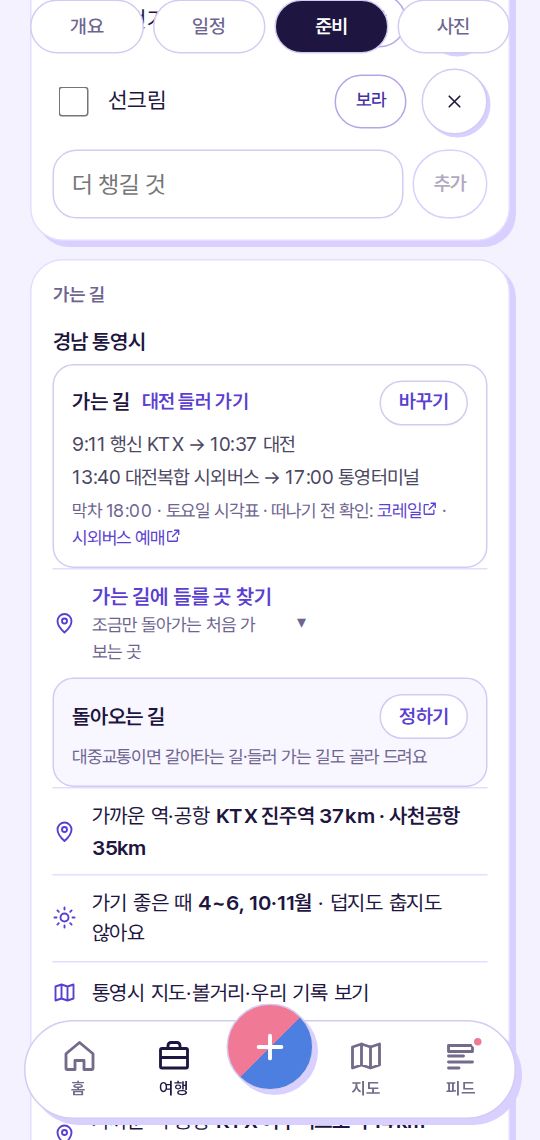 개요
일정
준비
사진
선크림
보라
더 챙길 것
추가
가는 길
경남 통영시
가는 길 대전 들러 가기
바꾸기
9:11 행신 KTX → 10:37 대전
13:40 대전복합 시외버스 → 17:00 통영터미널
막차 18:00 · 토요일 시각표 · 떠나기 전 확인: 코레일 ·
시외버스 예매
가는 길에 들를 곳 찾기
조금만 돌아가는 처음 가
보는 곳
▼
돌아오는 길
정하기
대중교통이면 갈아타는 길·들러 가는 길도 골라 드려요
가까운 역·공항 KTX 진주역 37km · 사천공항
35km
가기 좋은 때 4~6, 10·11월 · 덥지도 춥지도
않아요
통영시 지도·볼거리·우리 기록 보기
홈
여행
지도
피드